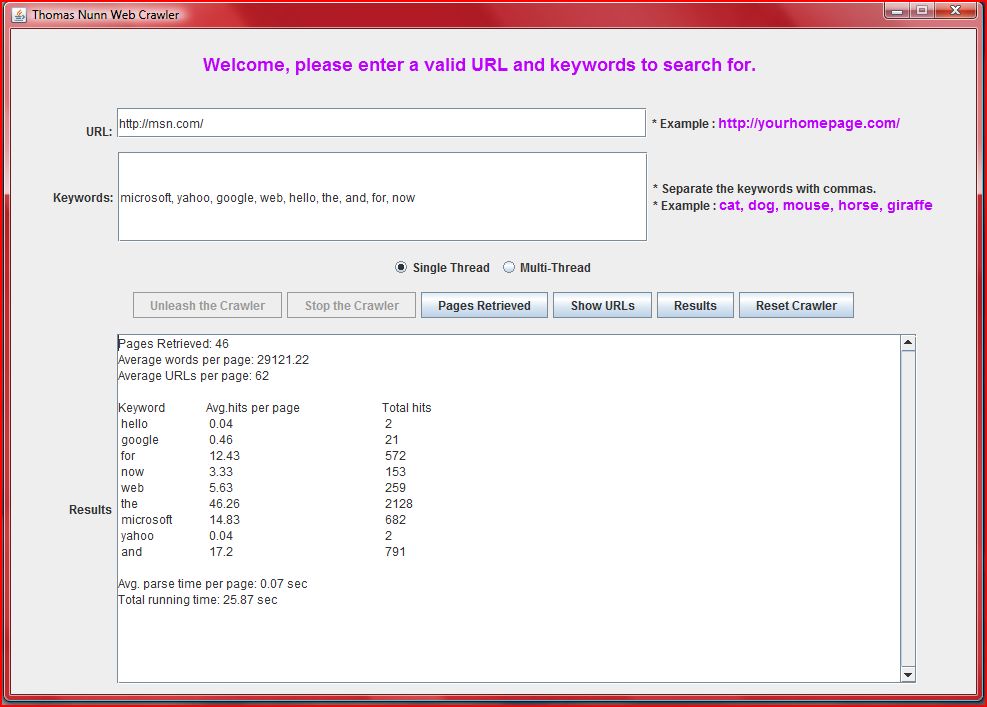 Thomas Nunn Web Crawler
Welcome, please enter a valid URL and keywords to search for.
URL: http://msn.com/ * Example : http://yourhomepage.com/
Keywords: microsoft, yahoo, google, web, hello, the, and, for, now
* Separate the keywords with commas.
* Example : cat, dog, mouse, horse, giraffe
Single Thread Multi-Thread
Unleash the Crawler Stop the Crawler Pages Retrieved Show URLs Results Reset Crawler
Results
Pages Retrieved: 46
Average words per page: 29121.22
Average URLs per page: 62
Keyword Avg.hits per page Total hits
hello 0.04 2
google 0.46 21
for 12.43 572
now 3.33 153
web 5.63 259
the 46.26 2128
microsoft 14.83 682
yahoo 0.04 2
and 17.2 791
Avg. parse time per page: 0.07 sec
Total running time: 25.87 sec